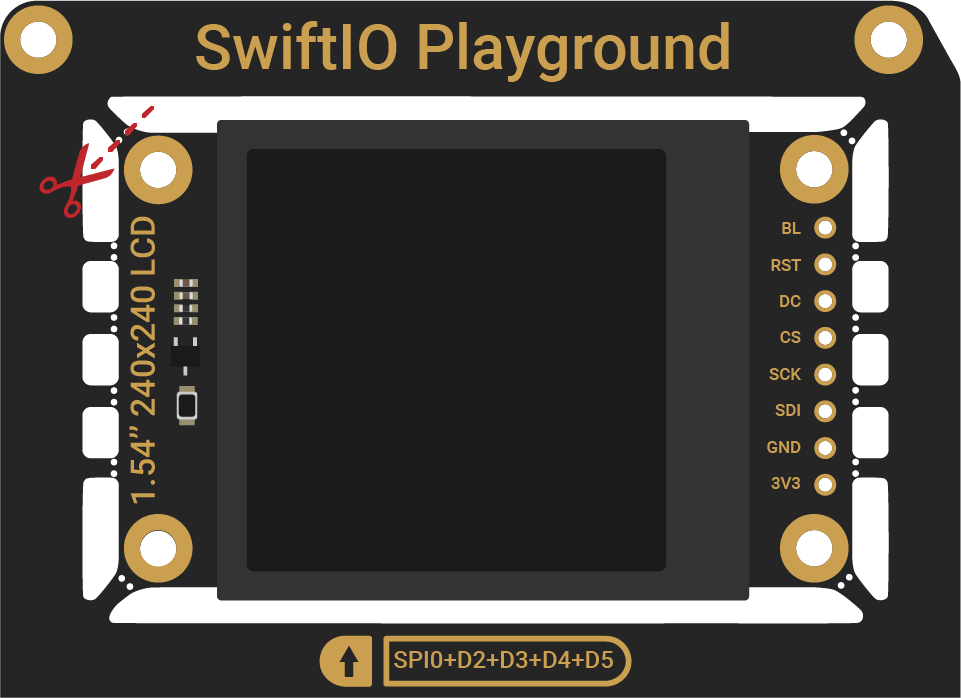 SwiftIO Playground
1.54” 240x240 LCD
BL
RST
DC
CS
SCK
SDI
GND
3V3
SPI0+D2+D3+D4+D5